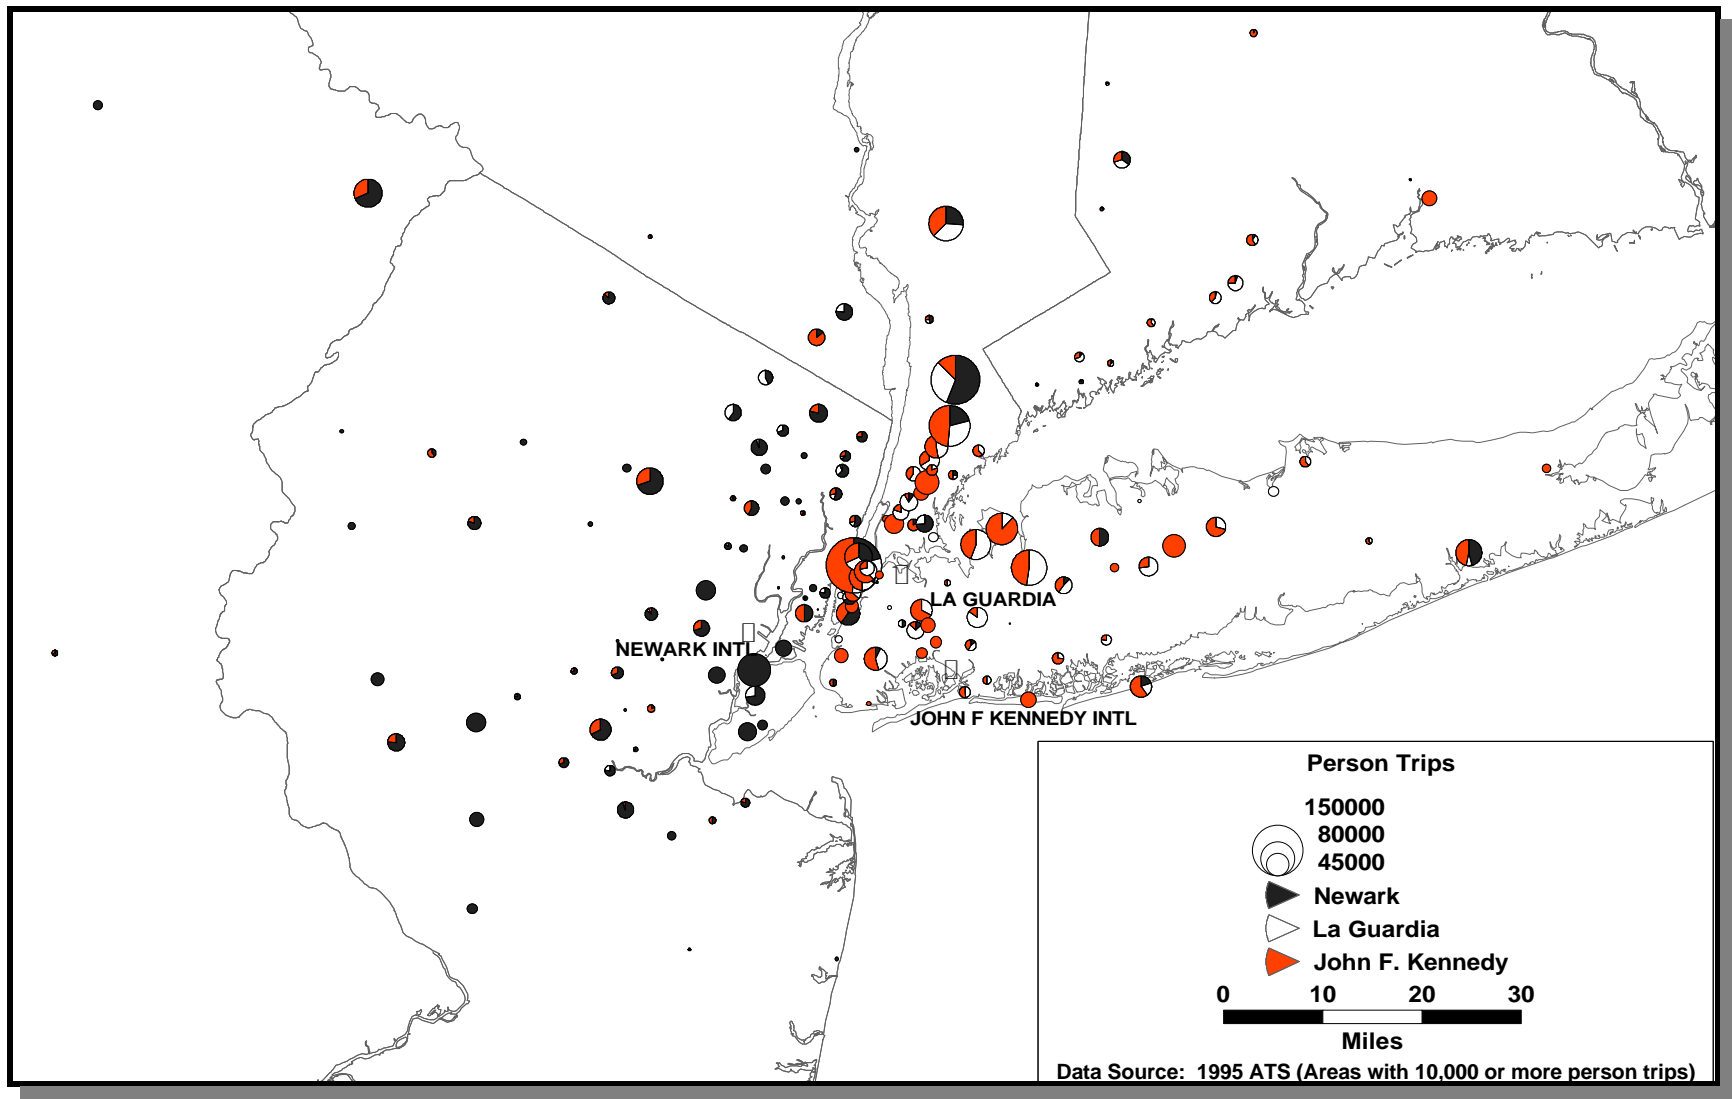 LA GUARDIA
NEWARK INTL
JOHN F KENNEDY INTL
Person Trips
150000
80000
45000
Newark
La Guardia
John F. Kennedy
0 10 20 30
Miles
Data Source: 1995 ATS (Areas with 10,000 or more person trips)